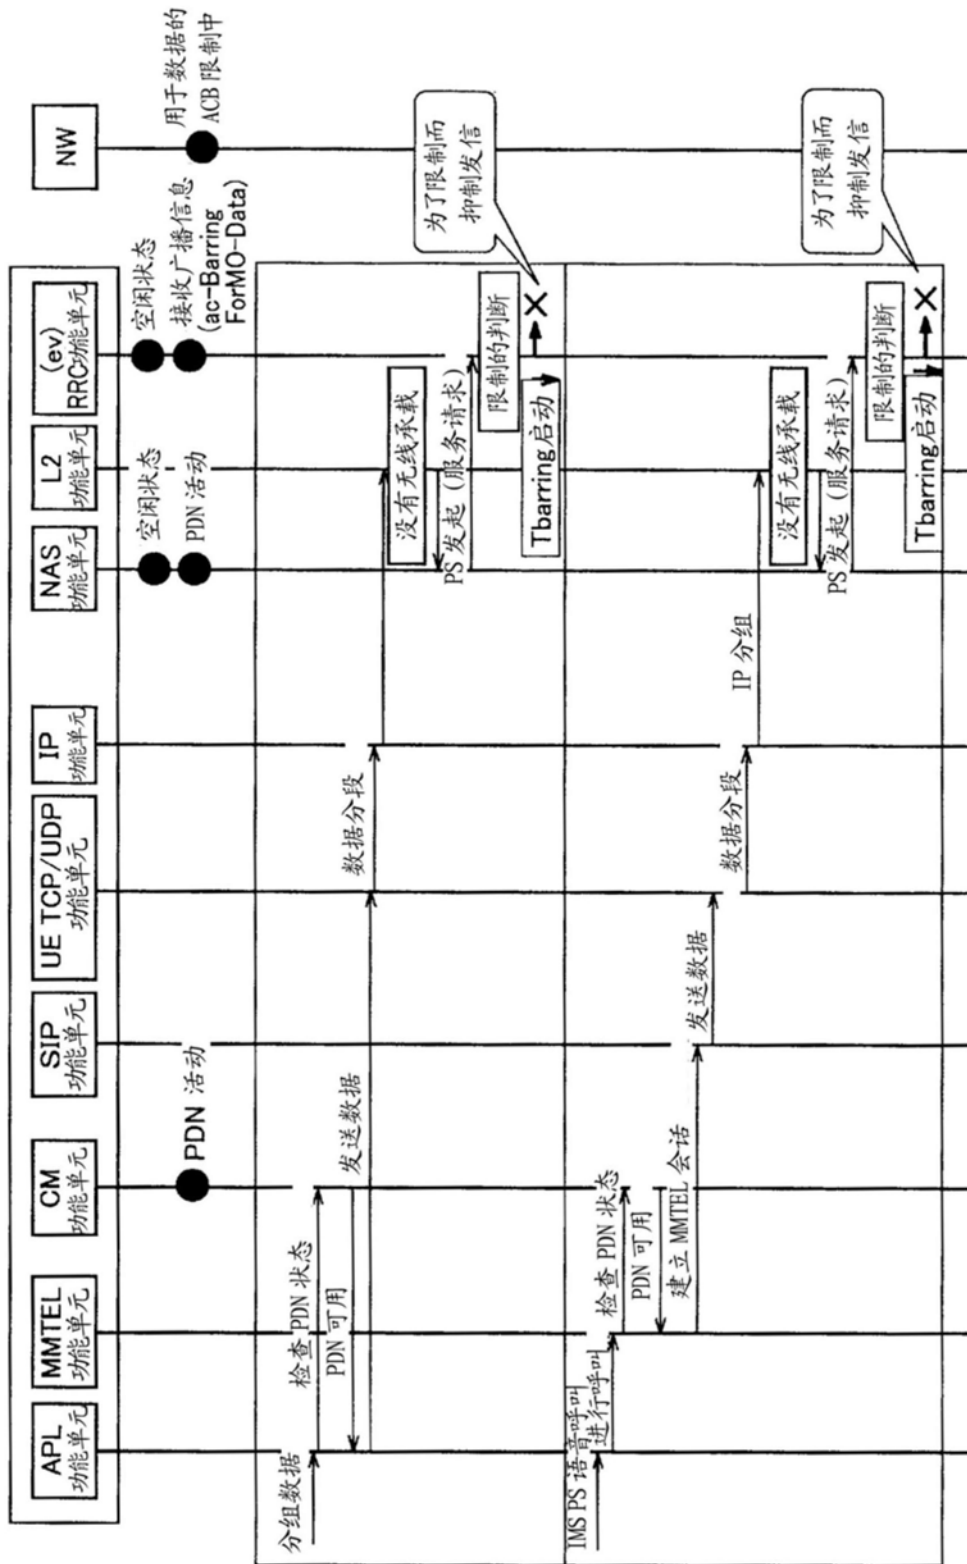 APL
功能单元
MMTEL
功能单元
CM
功能单元
SIP
功能单元
UE TCP/UDP
功能单元
IP
功能单元
NAS
功能单元
L2
功能单元
(ev)
RRC功能单元
NW
PDN 活动
空闲状态
PDN 活动
空闲状态
接收广播信息
(ac-Barring
ForMO-Data)
用于数据的
ACB 限制中
分组数据
检查 PDN 状态
PDN 可用
发送数据
数据分段
没有无线承载
PS 发起 (服务请求)
限制的判断
Tbarring启动
为了限制而
抑制发信
IMS PS 语音呼叫
进行呼叫
检查 PDN 状态
PDN 可用
建立 MMTEL 会话
发送数据
数据分段
IP 分组
没有无线承载
PS 发起 (服务请求)
限制的判断
Tbarring启动
为了限制而
抑制发信